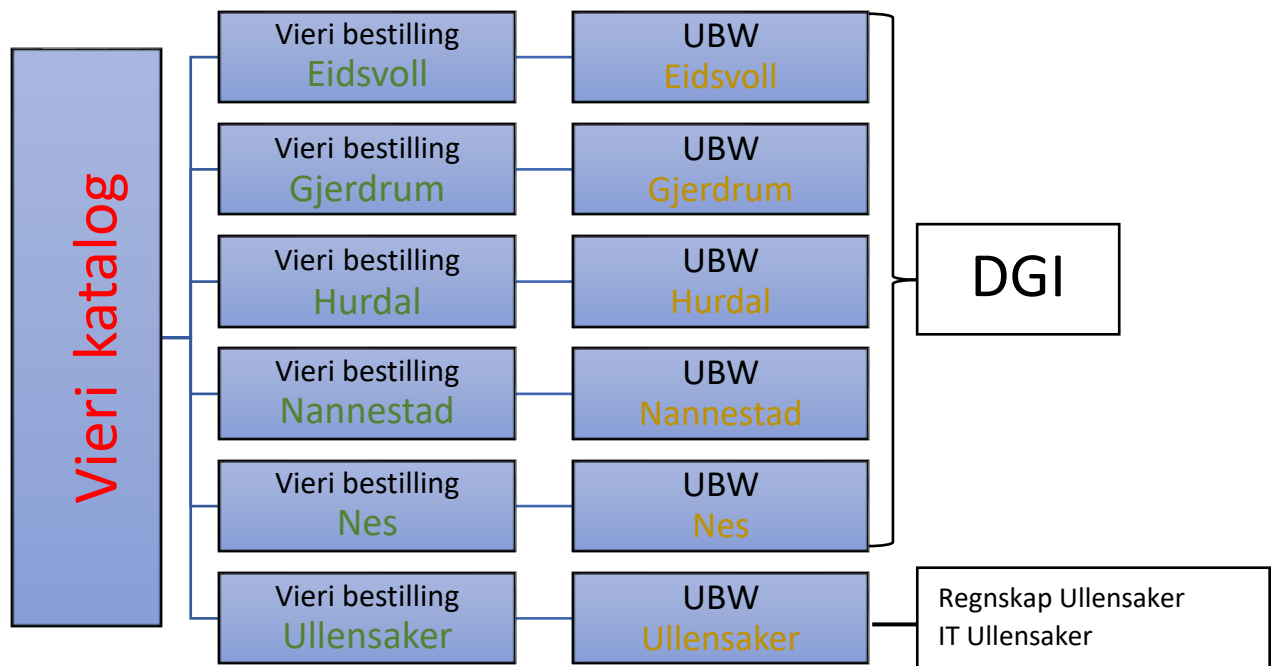 Vieri katalog
Vieri bestilling
Eidsvoll
UBW
Eidsvoll
Vieri bestilling
Gjerdrum
UBW
Gjerdrum
Vieri bestilling
Hurdal
UBW
Hurdal
DGI
Vieri bestilling
Nannestad
UBW
Nannestad
Vieri bestilling
Nes
UBW
Nes
Vieri bestilling
Ullensaker
UBW
Ullensaker
Regnskap Ullensaker
IT Ullensaker